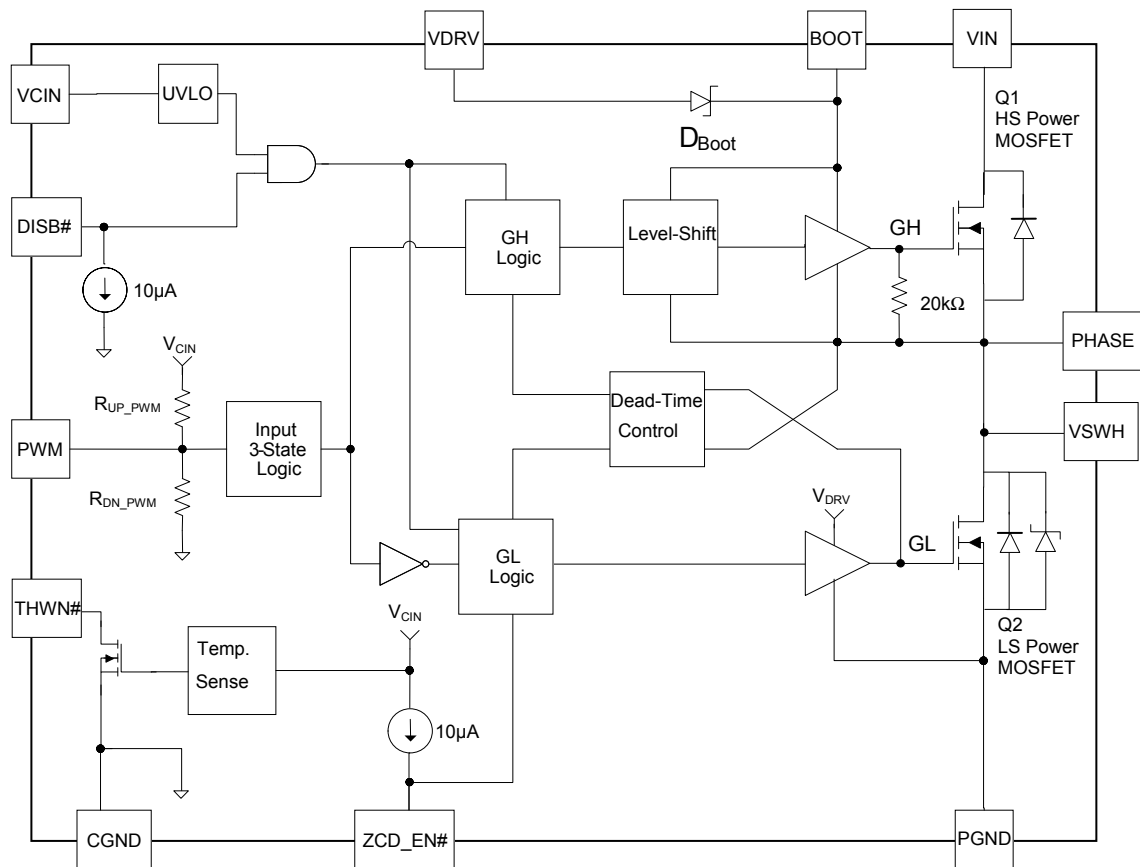 VDRV
BOOT
VIN
VCIN
UVLO
Q1
HS Power
MOSFET
DBoot
DISB#
GH
Logic
Level-Shift
GH
10µA
20kΩ
VCIN
PHASE
RUP_PWM
Dead-Time
Control
PWM
Input
3-State
Logic
VSWH
RDN_PWM
VDRV
GL
Logic
GL
THWN#
VCIN
Temp.
Sense
Q2
LS Power
MOSFET
10µA
CGND
ZCD_EN#
PGND